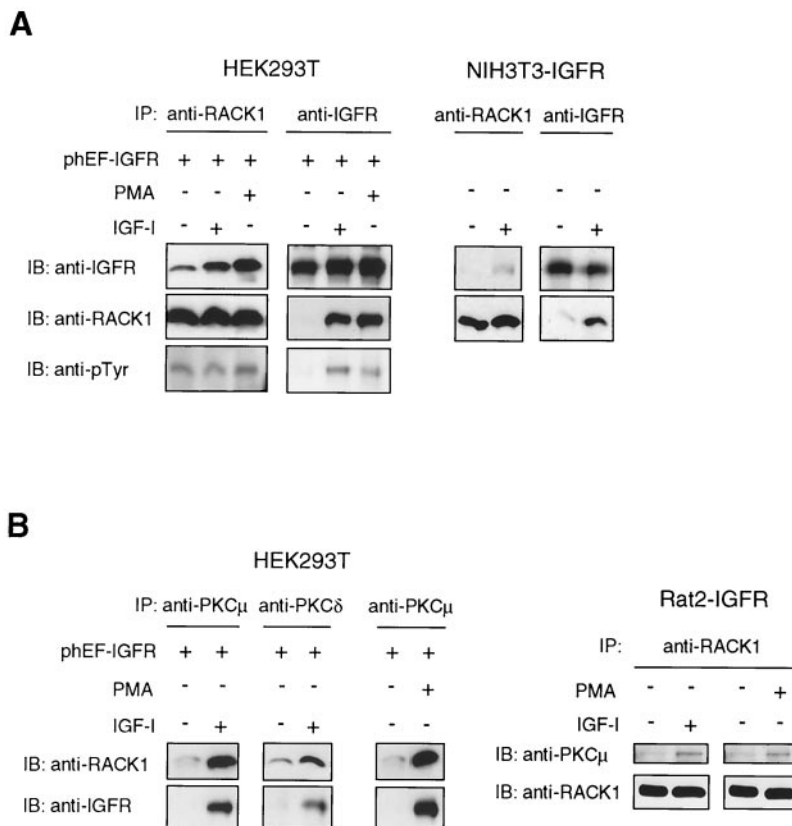 A
HEK293T NIH3T3-IGFR
IP: anti-RACK1 anti-IGFR anti-RACK1 anti-IGFR
phEF-IGFR + + + + + +
PMA - - + - - + - - - -
IGF-I - + - - + - - + - +
IB: anti-IGFR
IB: anti-RACK1
IB: anti-pTyr
B
HEK293T
IP: anti-PKCμ anti-PKCδ anti-PKCμ
phEF-IGFR + + + + + +
PMA - - - - - +
IGF-I - + - + - -
IB: anti-RACK1
IB: anti-IGFR
Rat2-IGFR
IP: anti-RACK1
PMA - - - +
IGF-I - + - -
IB: anti-PKCμ
IB: anti-RACK1